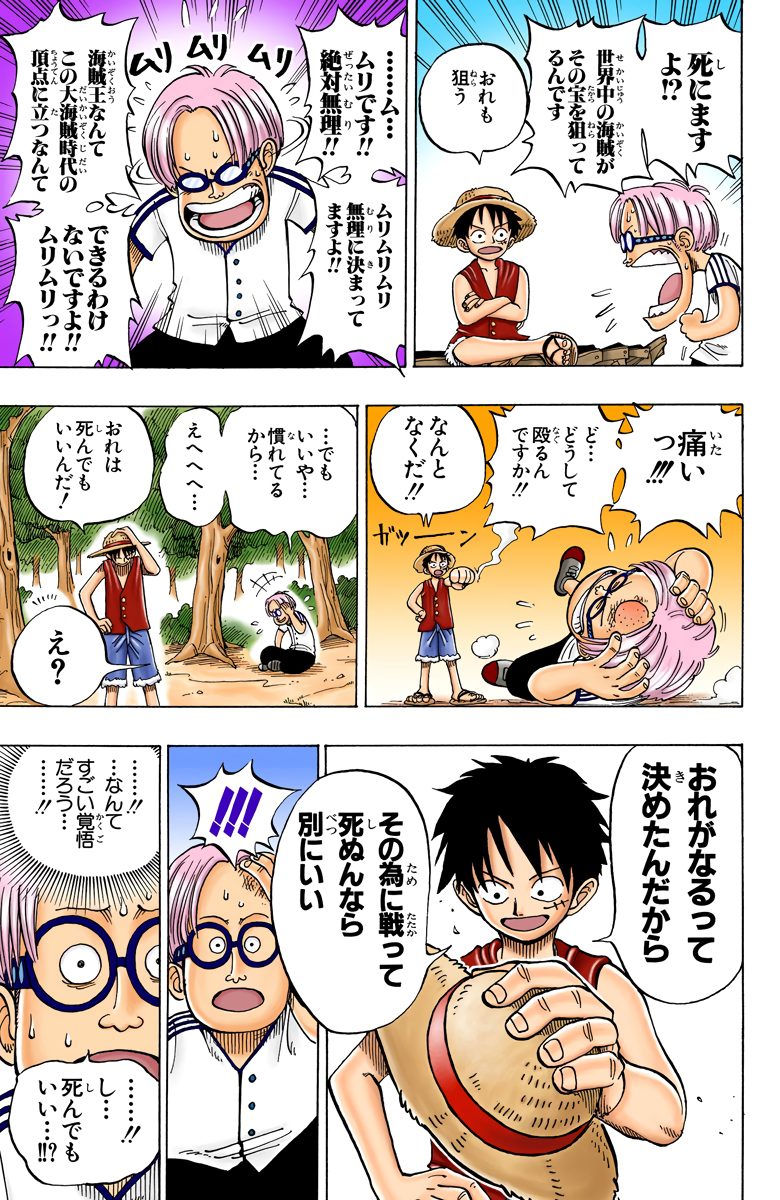 死にます
よ!?
世界中の海賊が
その宝を狙って
るんです
おれも
狙う
………ム…
ムリです!!
絶対無理!!
海賊王なんて
この大海賊時代の
頂点に立つなんて
ムリ ムリ ムリ
ムリムリムリ
無理に決まって
ますよ!!
できるわけ
ないですよ!!
ムリムリっ!!
痛い
っ!!!
ど…
どうして
殴るん
ですか!!
なんと
なくだ!!
ガツーン
…でも
いいや…
慣れてる
から…
えへへへ…
おれは
死んでも
いいんだ!
え?
おれがなるって
決めたんだから
その為に戦って
死ぬんなら
別にいい
!!!
……!!
…なんて
すごい覚悟
だろう…
……!!
……!!
し…
死んでも
いい…!!?